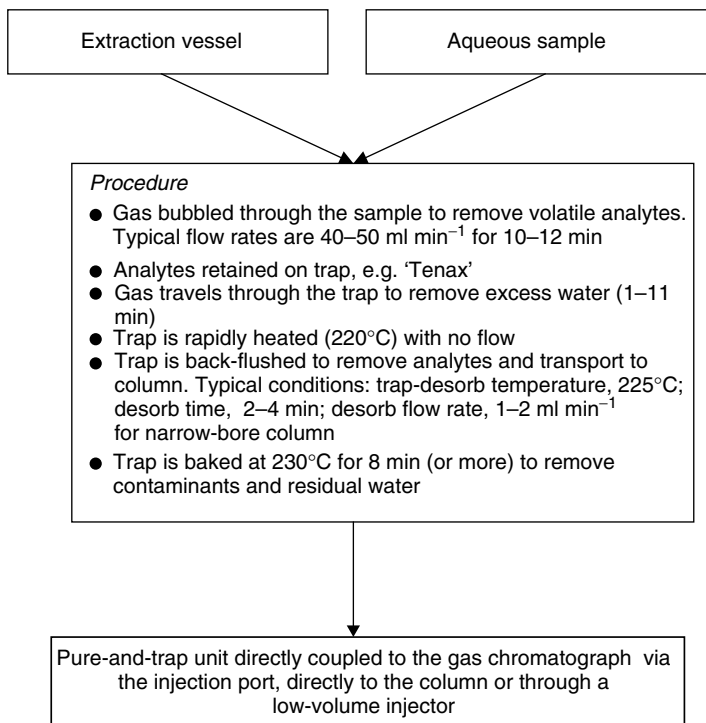 Extraction vessel
Aqueous sample
Procedure
● Gas bubbled through the sample to remove volatile analytes.
Typical flow rates are 40–50 ml min⁻¹ for 10–12 min
● Analytes retained on trap, e.g. ‘Tenax’
● Gas travels through the trap to remove excess water (1–11
min)
● Trap is rapidly heated (220°C) with no flow
● Trap is back-flushed to remove analytes and transport to
column. Typical conditions: trap-desorb temperature, 225°C;
desorb time, 2–4 min; desorb flow rate, 1–2 ml min⁻¹
for narrow-bore column
● Trap is baked at 230°C for 8 min (or more) to remove
contaminants and residual water
Pure-and-trap unit directly coupled to the gas chromatograph via
the injection port, directly to the column or through a
low-volume injector